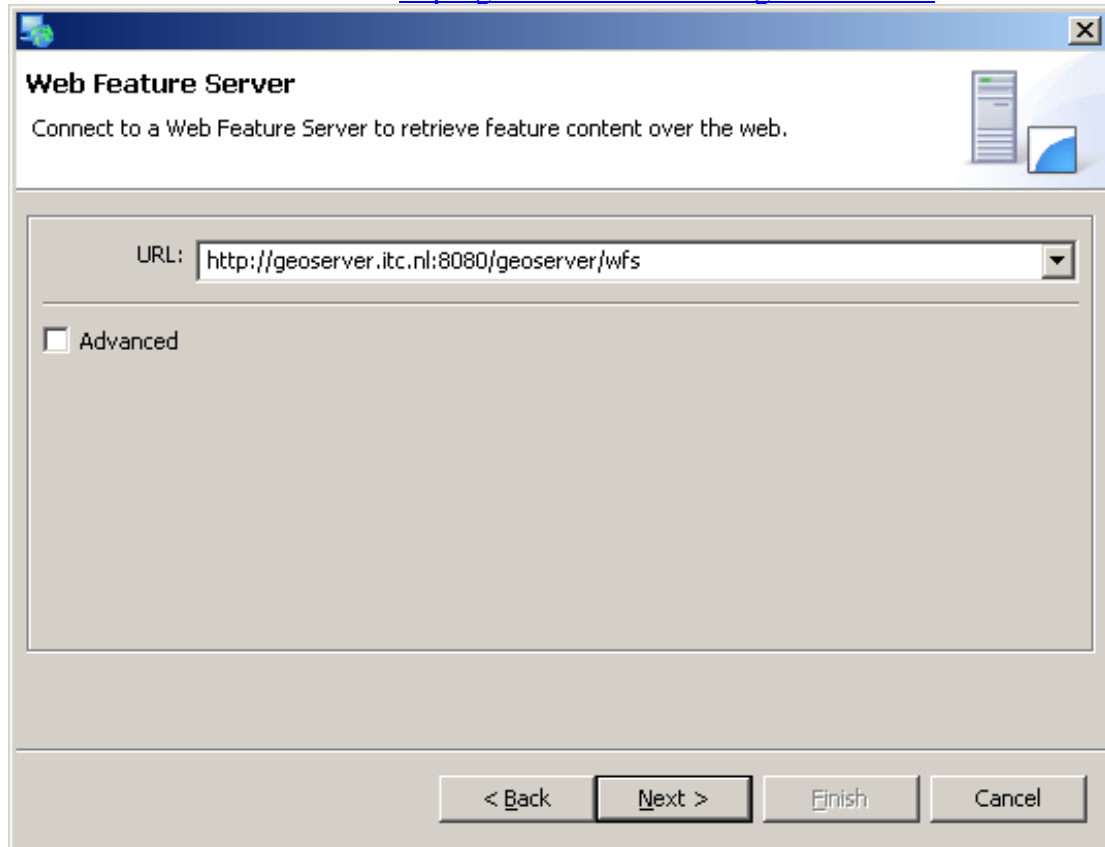 Web Feature Server
Connect to a Web Feature Server to retrieve feature content over the web.
URL: http://geoserver.itc.nl:8080/geoserver/wfs
Advanced
< Back Next > Finish Cancel